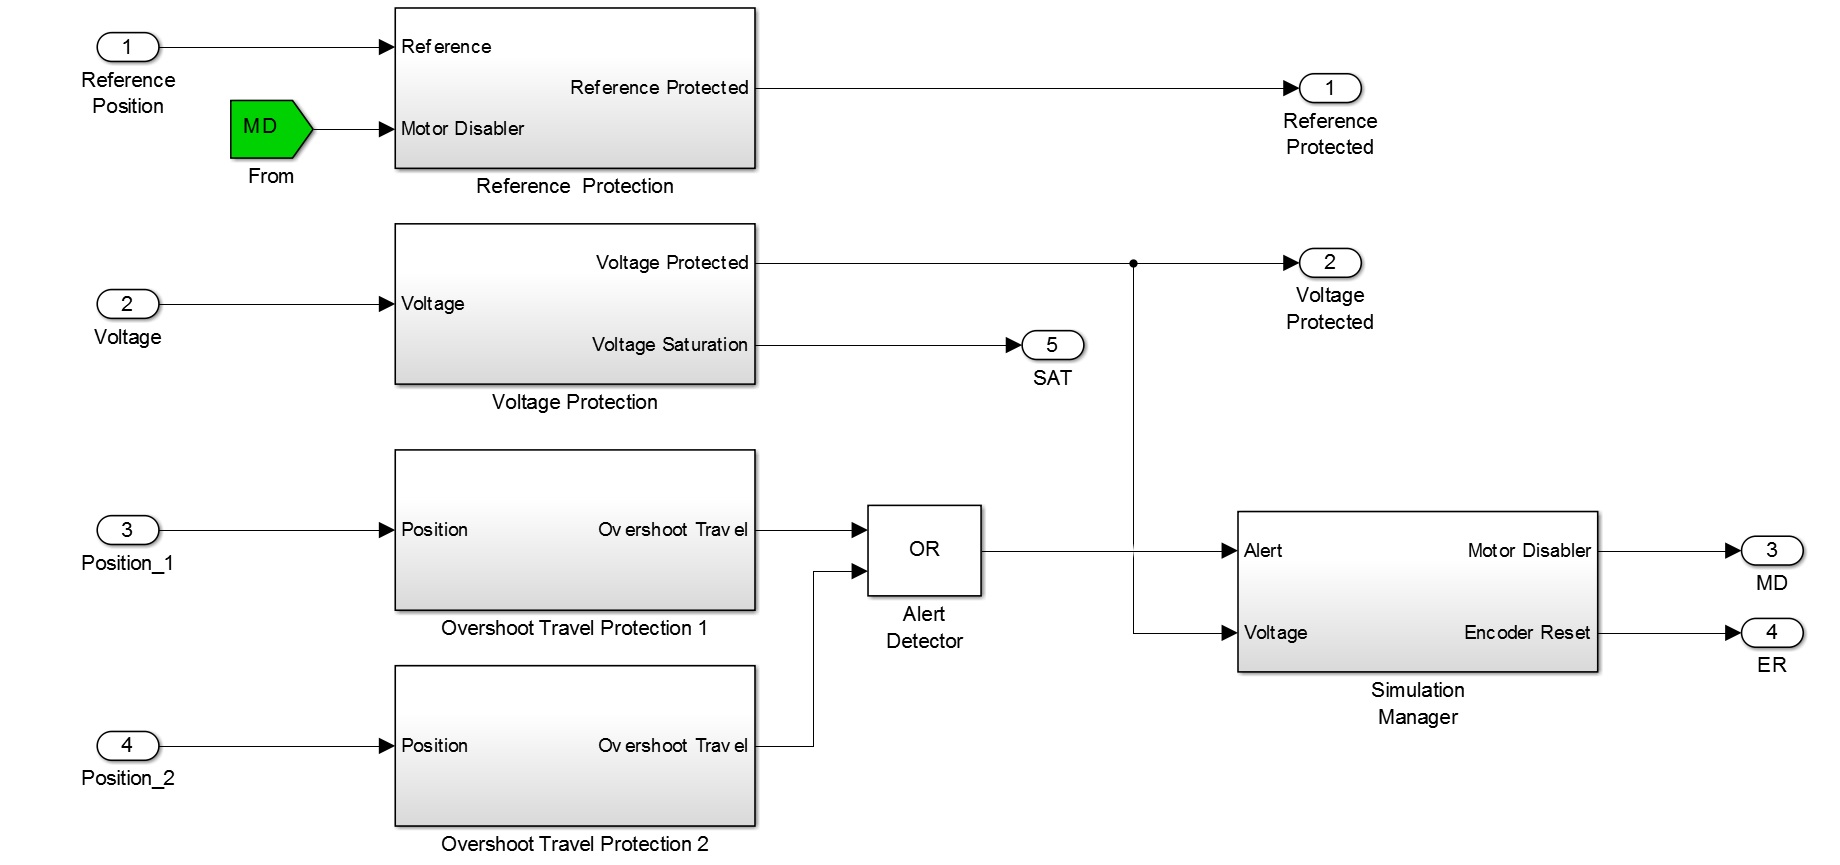 1
Reference
Position
MD
From
Reference
Motor Disabler
Reference Protected
Reference Protection
1
Reference
Protected
2
Voltage
Voltage
Voltage Protected
Voltage Saturation
Voltage Protection
2
Voltage
Protected
5
SAT
3
Position_1
Position
Overshoot Travel
Overshoot Travel Protection 1
4
Position_2
Position
Overshoot Travel
Overshoot Travel Protection 2
OR
Alert
Detector
Alert
Voltage
Motor Disabler
Encoder Reset
Simulation
Manager
3
MD
4
ER